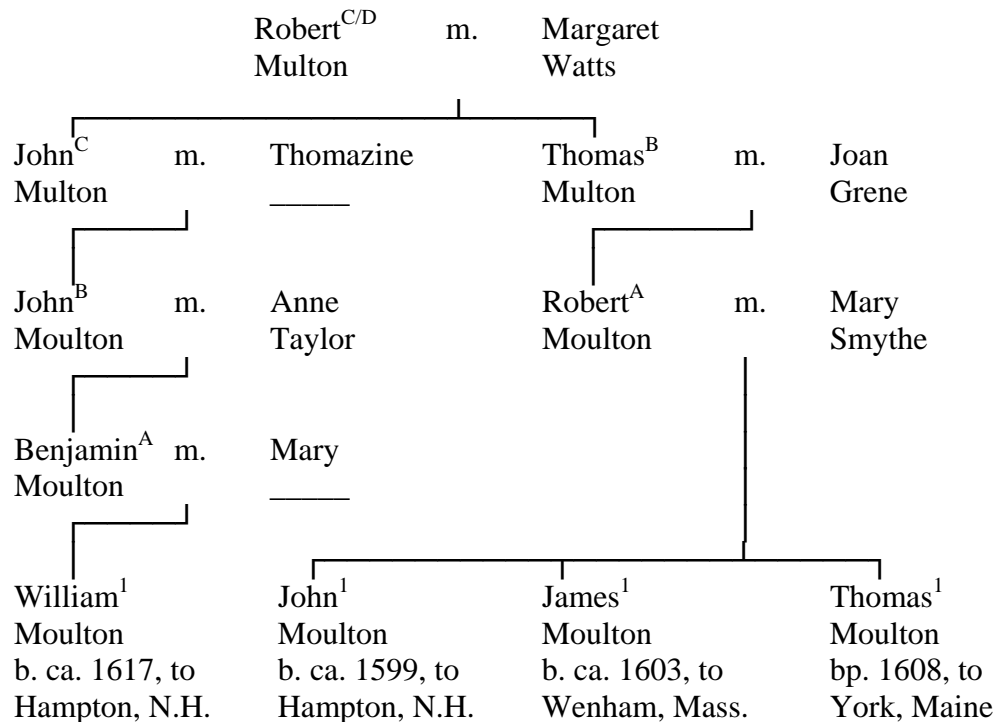 Robert^C/D m. Margaret
Multon Watts
John^C m. Thomazine Thomas^B m. Joan
Multon _____ Multon Grene
John^B m. Anne Robert^A m. Mary
Moulton Taylor Moulton Smythe
Benjamin^A m. Mary
Moulton _____
William^1 John^1 James^1 Thomas^1
Moulton Moulton Moulton Moulton
b. ca. 1617, to b. ca. 1599, to b. ca. 1603, to bp. 1608, to
Hampton, N.H. Hampton, N.H. Wenham, Mass. York, Maine